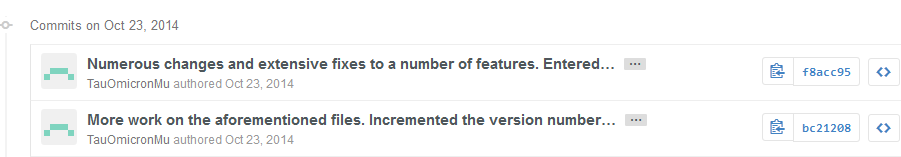 Commits on Oct 23, 2014
Numerous changes and extensive fixes to a number of features. Entered…
TauOmicronMu authored Oct 23, 2014
f8acc95
More work on the aforementioned files. Incremented the version number…
TauOmicronMu authored Oct 23, 2014
bc21208